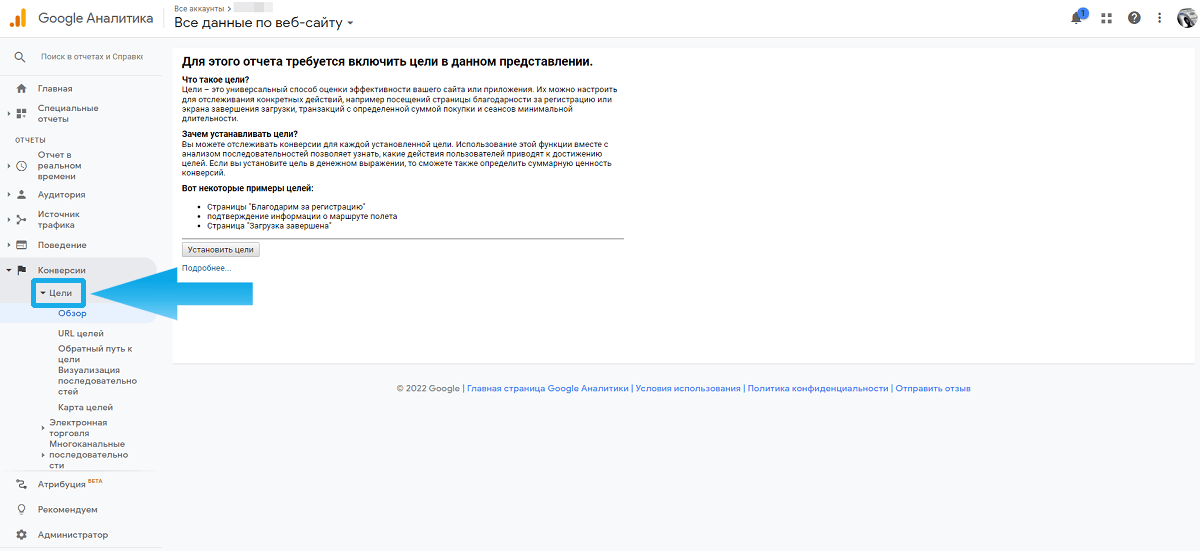 Google Аналитика
Все аккаунты >
Все данные по веб-сайту
1
Поиск в отчетах и Справке
Главная
Специальные
отчеты
ОТЧЕТЫ
Отчет в
реальном
времени
Аудитория
Источник
трафика
Поведение
Конверсии
Цели
Обзор
URL целей
Обратный путь к
цели
Визуализация
последовательно
стей
Карта целей
Электронная
торговля
Многоканальные
последовательно
сти
Атрибуция БЕТА
Рекомендуем
Администратор
Для этого отчета требуется включить цели в данном представлении.
Что такое цели?
Цели – это универсальный способ оценки эффективности вашего сайта или приложения. Их можно настроить
для отслеживания конкретных действий, например посещений страницы благодарности за регистрацию или
экрана завершения загрузки, транзакций с определенной суммой покупки и сеансов минимальной
длительности.
Зачем устанавливать цели?
Вы можете отслеживать конверсии для каждой установленной цели. Использование этой функции вместе с
анализом последовательностей позволяет узнать, какие действия пользователей приводят к достижению
целей. Если вы установите цель в денежном выражении, то сможете также определить суммарную ценность
конверсий.
Вот некоторые примеры целей:
• Страницы "Благодарим за регистрацию"
• подтверждение информации о маршруте полета
• Страница "Загрузка завершена"
Установить цели
Подробнее...
© 2022 Google | Главная страница Google Аналитики | Условия использования | Политика конфиденциальности | Отправить отзыв